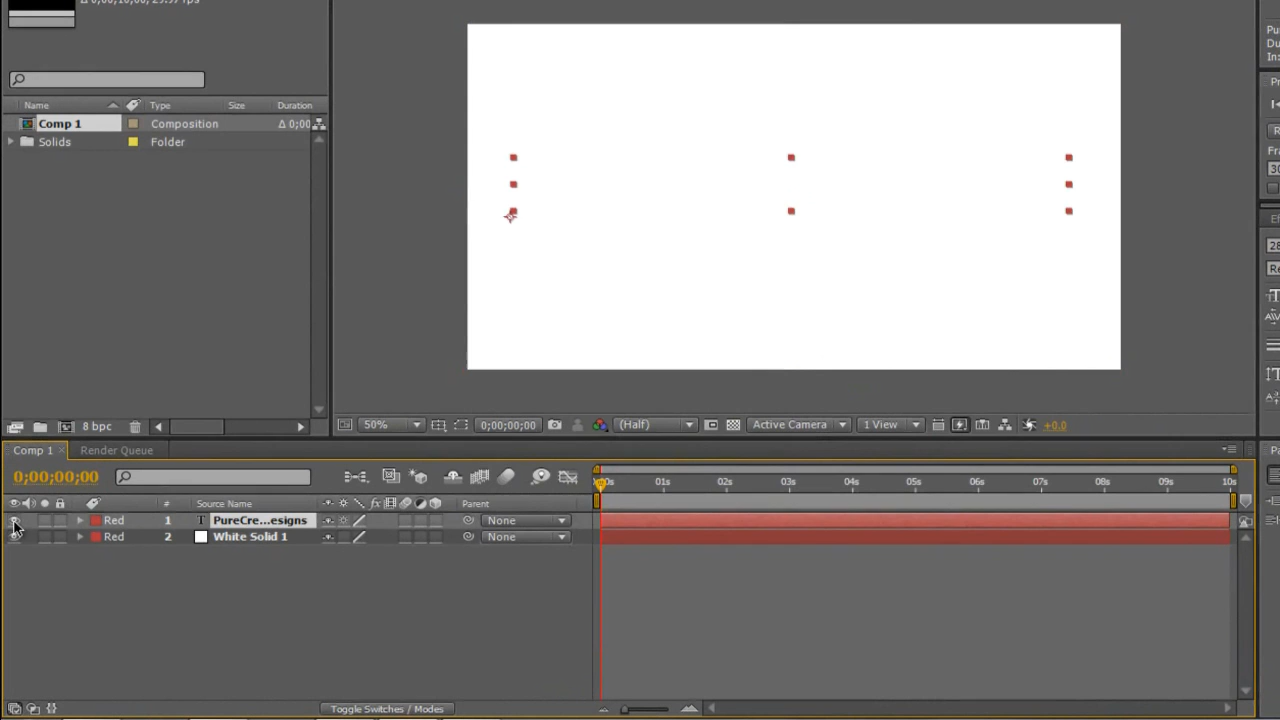 Δ 0;00;10;00, 29.97 fps
Name Type Size Duration
Comp 1 Composition Δ 0;00
Solids Folder
8 bpc
50% 0;00;00;00 (Half) Active Camera 1 View +0.0
Comp 1 × Render Queue
0;00;00;00
01s 02s 03s 04s 05s 06s 07s 08s 09s 10s
# Source Name fx Parent
Red 1 T PureCre...esigns None
Red 2 White Solid 1 None
Toggle Switches / Modes